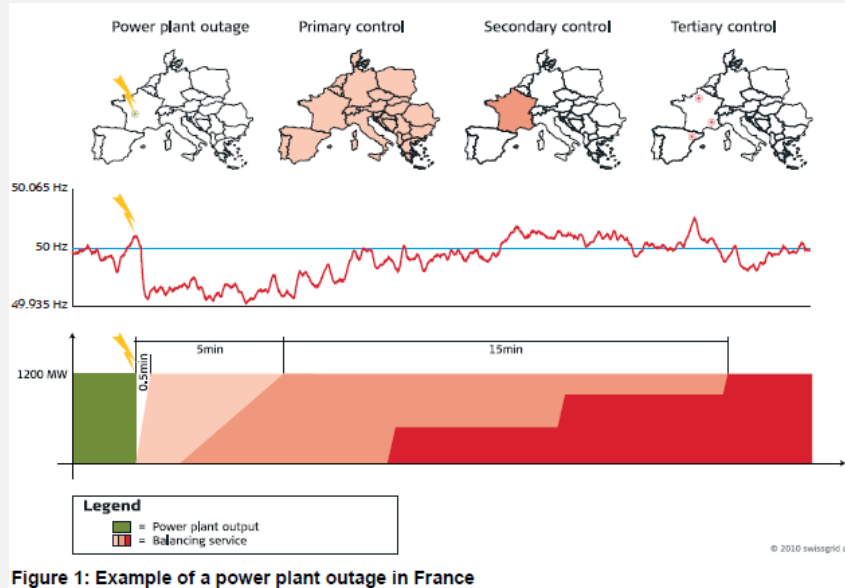 Power plant outage
Primary control
Secondary control
Tertiary control
50.065 Hz
50 Hz
49.935 Hz
5min
15min
0.5min
1200 MW
Legend
= Power plant output
= Balancing service
© 2010 swissgrid
Figure 1: Example of a power plant outage in France